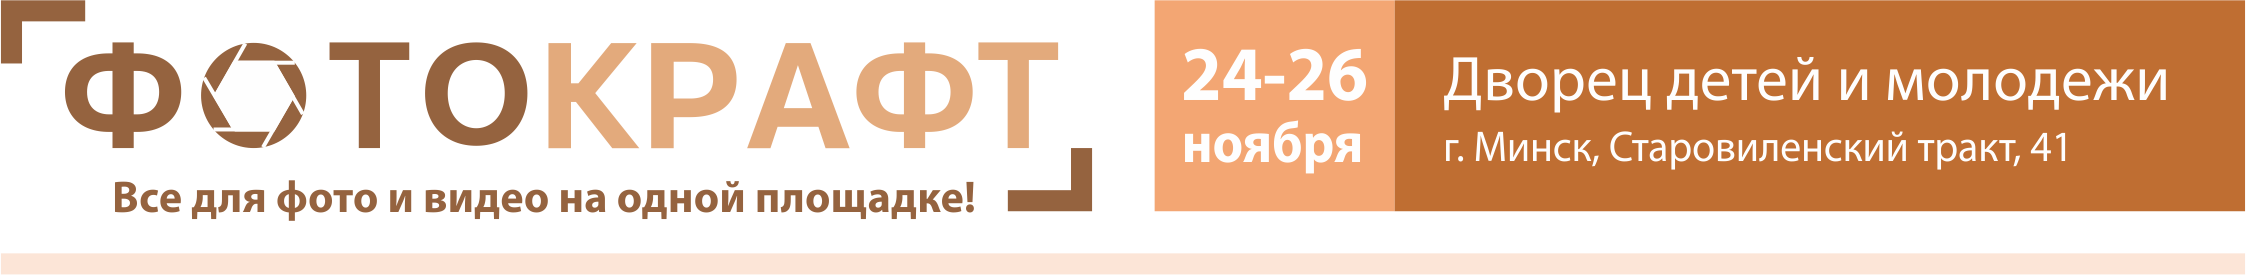 ФОТОКРАФТ
Все для фото и видео на одной площадке!
24-26
ноября
Дворец детей и молодежи
г. Минск, Старовиленский тракт, 41